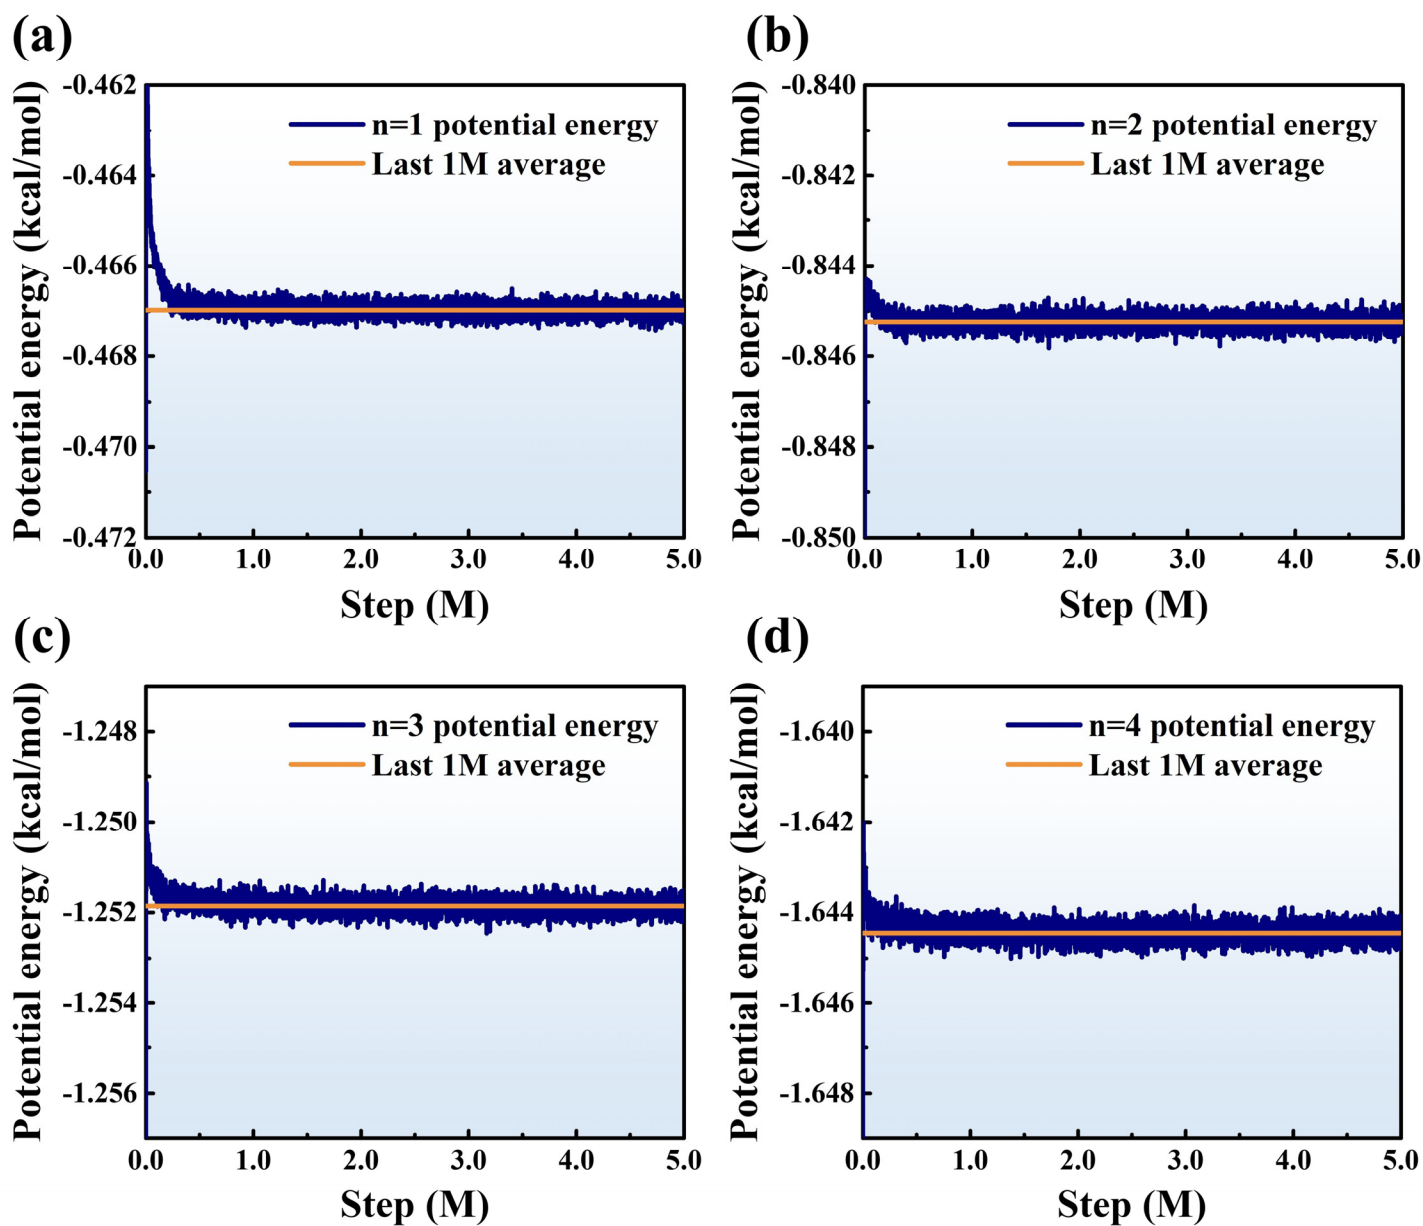 (a)
Potential energy (kcal/mol)
-0.462
-0.464
-0.466
-0.468
-0.470
-0.472
n=1 potential energy
Last 1M average
0.0 1.0 2.0 3.0 4.0 5.0
Step (M)
(b)
Potential energy (kcal/mol)
-0.840
-0.842
-0.844
-0.846
-0.848
-0.850
n=2 potential energy
Last 1M average
0.0 1.0 2.0 3.0 4.0 5.0
Step (M)
(c)
Potential energy (kcal/mol)
-1.248
-1.250
-1.252
-1.254
-1.256
n=3 potential energy
Last 1M average
0.0 1.0 2.0 3.0 4.0 5.0
Step (M)
(d)
Potential energy (kcal/mol)
-1.640
-1.642
-1.644
-1.646
-1.648
n=4 potential energy
Last 1M average
0.0 1.0 2.0 3.0 4.0 5.0
Step (M)